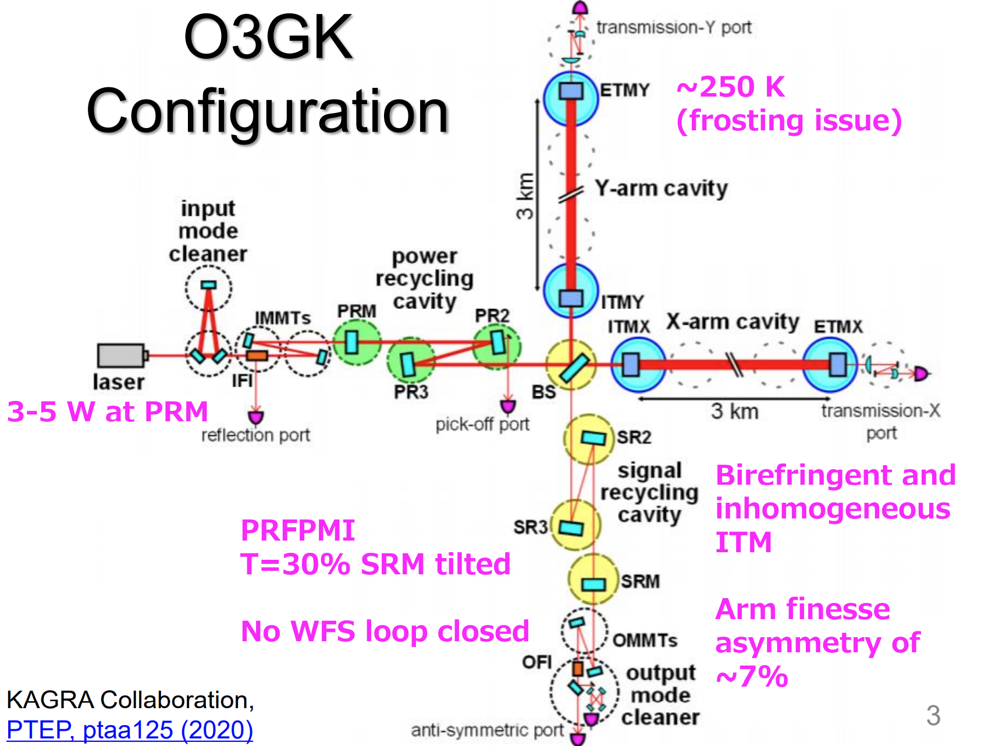 O3GK
Configuration
transmission-Y port
ETMY
~250 K
(frosting issue)
3 km
Y-arm cavity
input
mode
cleaner
power
recycling
cavity
ITMY
IMMTs
PRM
PR2
ITMX
X-arm cavity
ETMX
laser
IFI
PR3
BS
3-5 W at PRM
reflection port
pick-off port
3 km
transmission-X
port
SR2
signal
recycling
cavity
SR3
SRM
Birefringent and
inhomogeneous
ITM
PRFPMI
T=30% SRM tilted
No WFS loop closed
Arm finesse
asymmetry of
~7%
OMMTs
OFI
output
mode
cleaner
anti-symmetric port
KAGRA Collaboration,
PTEP, ptaa125 (2020)
3